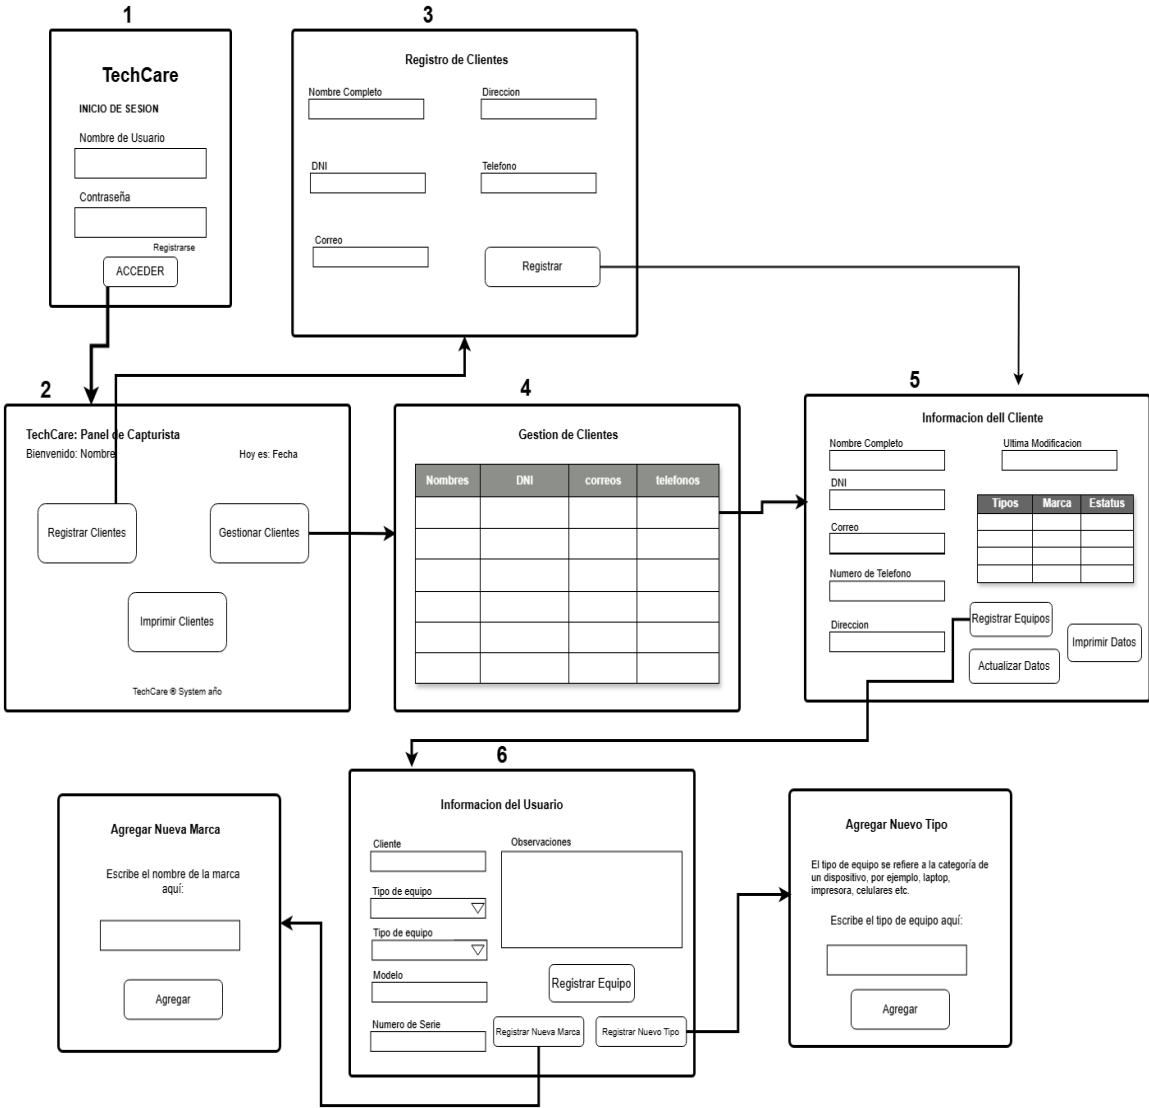 1
TechCare
INICIO DE SESION
Nombre de Usuario
Contraseña
Registrarse
ACCEDER
3
Registro de Clientes
Nombre Completo
Direccion
DNI
Telefono
Correo
Registrar
2
TechCare: Panel de Capturista
Bienvenido: Nombre
Hoy es: Fecha
Registrar Clientes
Gestionar Clientes
Imprimir Clientes
TechCare ® System año
4
Gestion de Clientes
Nombres DNI correos telefonos
5
Informacion dell Cliente
Nombre Completo
Ultima Modificacion
DNI
Tipos Marca Estatus
Correo
Numero de Telefono
Direccion
Registrar Equipos
Imprimir Datos
Actualizar Datos
Agregar Nueva Marca
Escribe el nombre de la marca
aquí:
Agregar
6
Informacion del Usuario
Cliente
Observaciones
Tipo de equipo
Tipo de equipo
Modelo
Registrar Equipo
Numero de Serie
Registrar Nueva Marca
Registrar Nuevo Tipo
Agregar Nuevo Tipo
El tipo de equipo se refiere a la categoría de
un dispositivo, por ejemplo, laptop,
impresora, celulares etc.
Escribe el tipo de equipo aquí:
Agregar